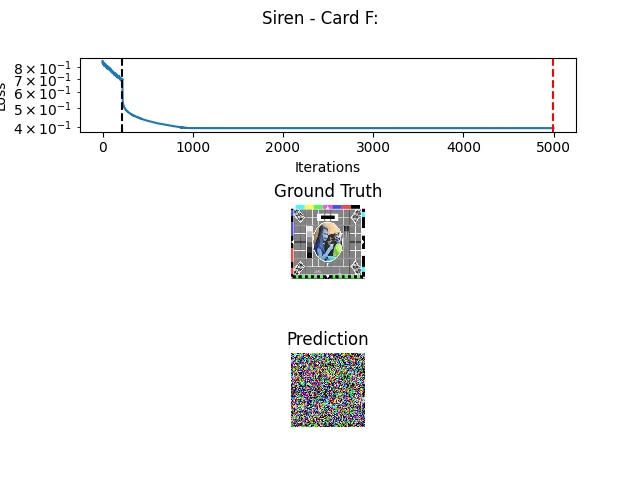 Siren - Card F:
8 × 10⁻¹
7 × 10⁻¹
6 × 10⁻¹
5 × 10⁻¹
4 × 10⁻¹
Loss
0 1000 2000 3000 4000 5000
Iterations
Ground Truth
Prediction